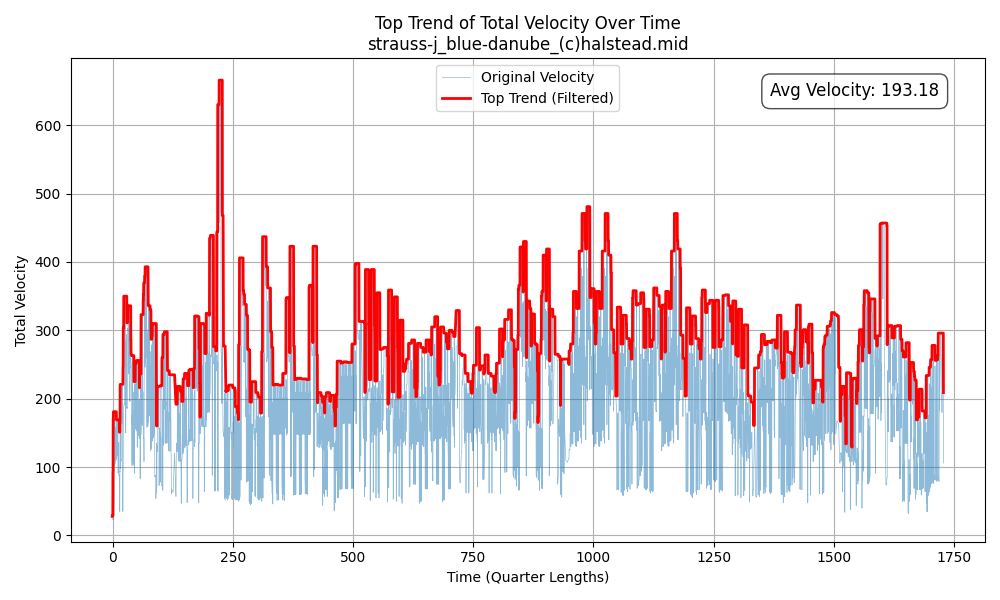 Top Trend of Total Velocity Over Time
strauss-j_blue-danube_(c)halstead.mid
Original Velocity
Top Trend (Filtered)
Avg Velocity: 193.18
Total Velocity
600
500
400
300
200
100
0
0 250 500 750 1000 1250 1500 1750
Time (Quarter Lengths)